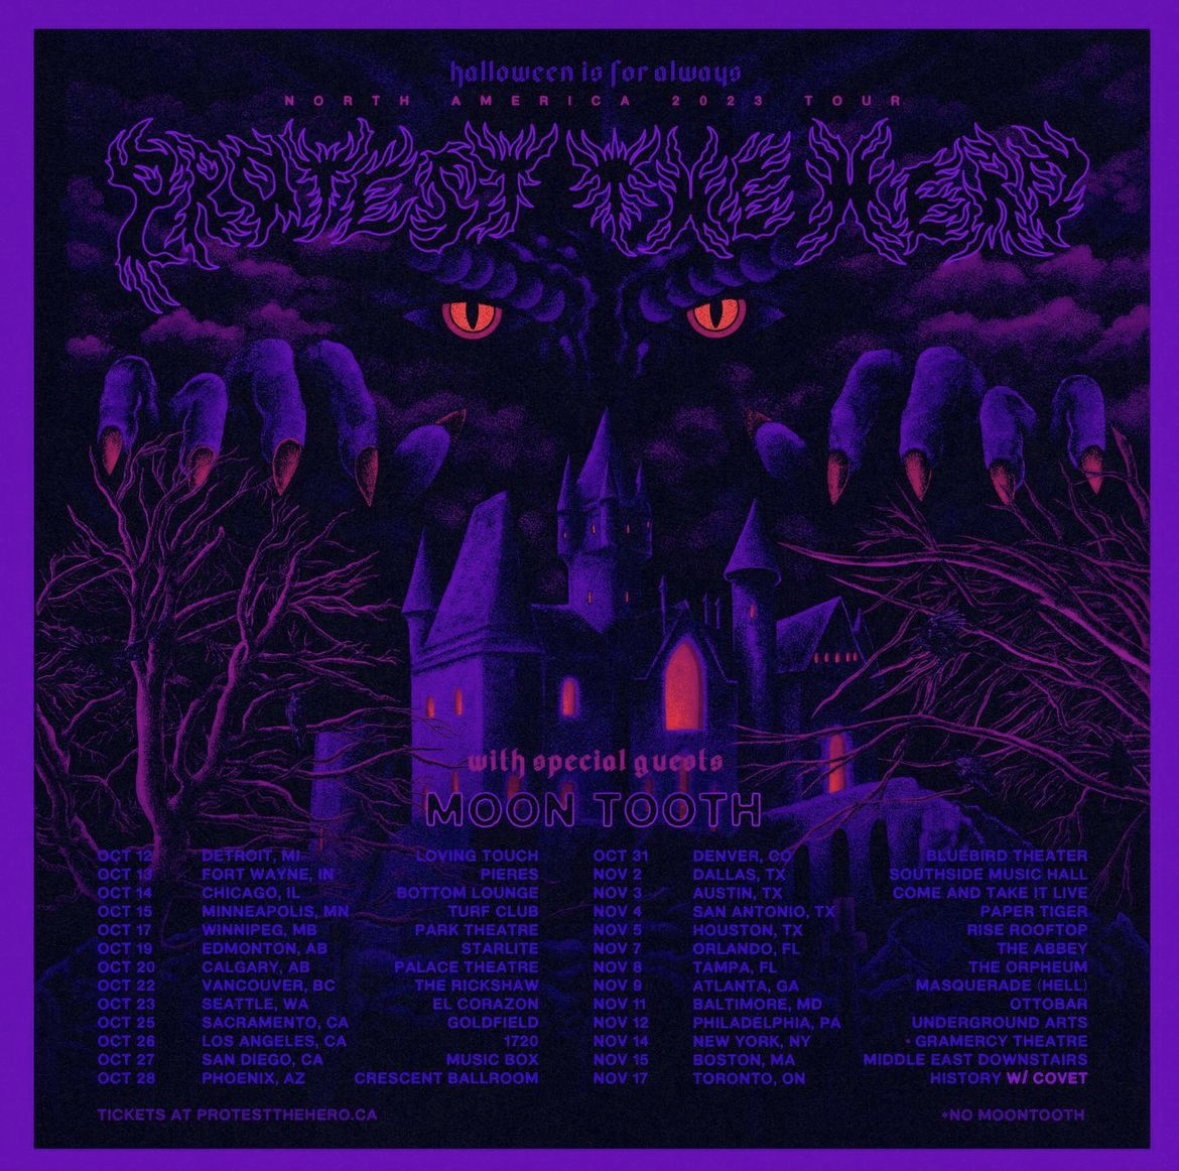 halloween is for always
NORTH AMERICA 2023 TOUR
PROTEST THE HERO
with special guests
MOON TOOTH
OCT 12 DETROIT, MI LOVING TOUCH
OCT 13 FORT WAYNE, IN PIERES
OCT 14 CHICAGO, IL BOTTOM LOUNGE
OCT 15 MINNEAPOLIS, MN TURF CLUB
OCT 17 WINNIPEG, MB PARK THEATRE
OCT 19 EDMONTON, AB STARLITE
OCT 20 CALGARY, AB PALACE THEATRE
OCT 22 VANCOUVER, BC THE RICKSHAW
OCT 23 SEATTLE, WA EL CORAZON
OCT 25 SACRAMENTO, CA GOLDFIELD
OCT 26 LOS ANGELES, CA 1720
OCT 27 SAN DIEGO, CA MUSIC BOX
OCT 28 PHOENIX, AZ CRESCENT BALLROOM
OCT 31 DENVER, CO BLUEBIRD THEATER
NOV 2 DALLAS, TX SOUTHSIDE MUSIC HALL
NOV 3 AUSTIN, TX COME AND TAKE IT LIVE
NOV 4 SAN ANTONIO, TX PAPER TIGER
NOV 5 HOUSTON, TX RISE ROOFTOP
NOV 7 ORLANDO, FL THE ABBEY
NOV 8 TAMPA, FL THE ORPHEUM
NOV 9 ATLANTA, GA MASQUERADE (HELL)
NOV 11 BALTIMORE, MD OTTOBAR
NOV 12 PHILADELPHIA, PA UNDERGROUND ARTS
NOV 14 NEW YORK, NY * GRAMERCY THEATRE
NOV 15 BOSTON, MA MIDDLE EAST DOWNSTAIRS
NOV 17 TORONTO, ON HISTORY W/ COVET
TICKETS AT PROTESTTHEHERO.CA
*NO MOONTOOTH